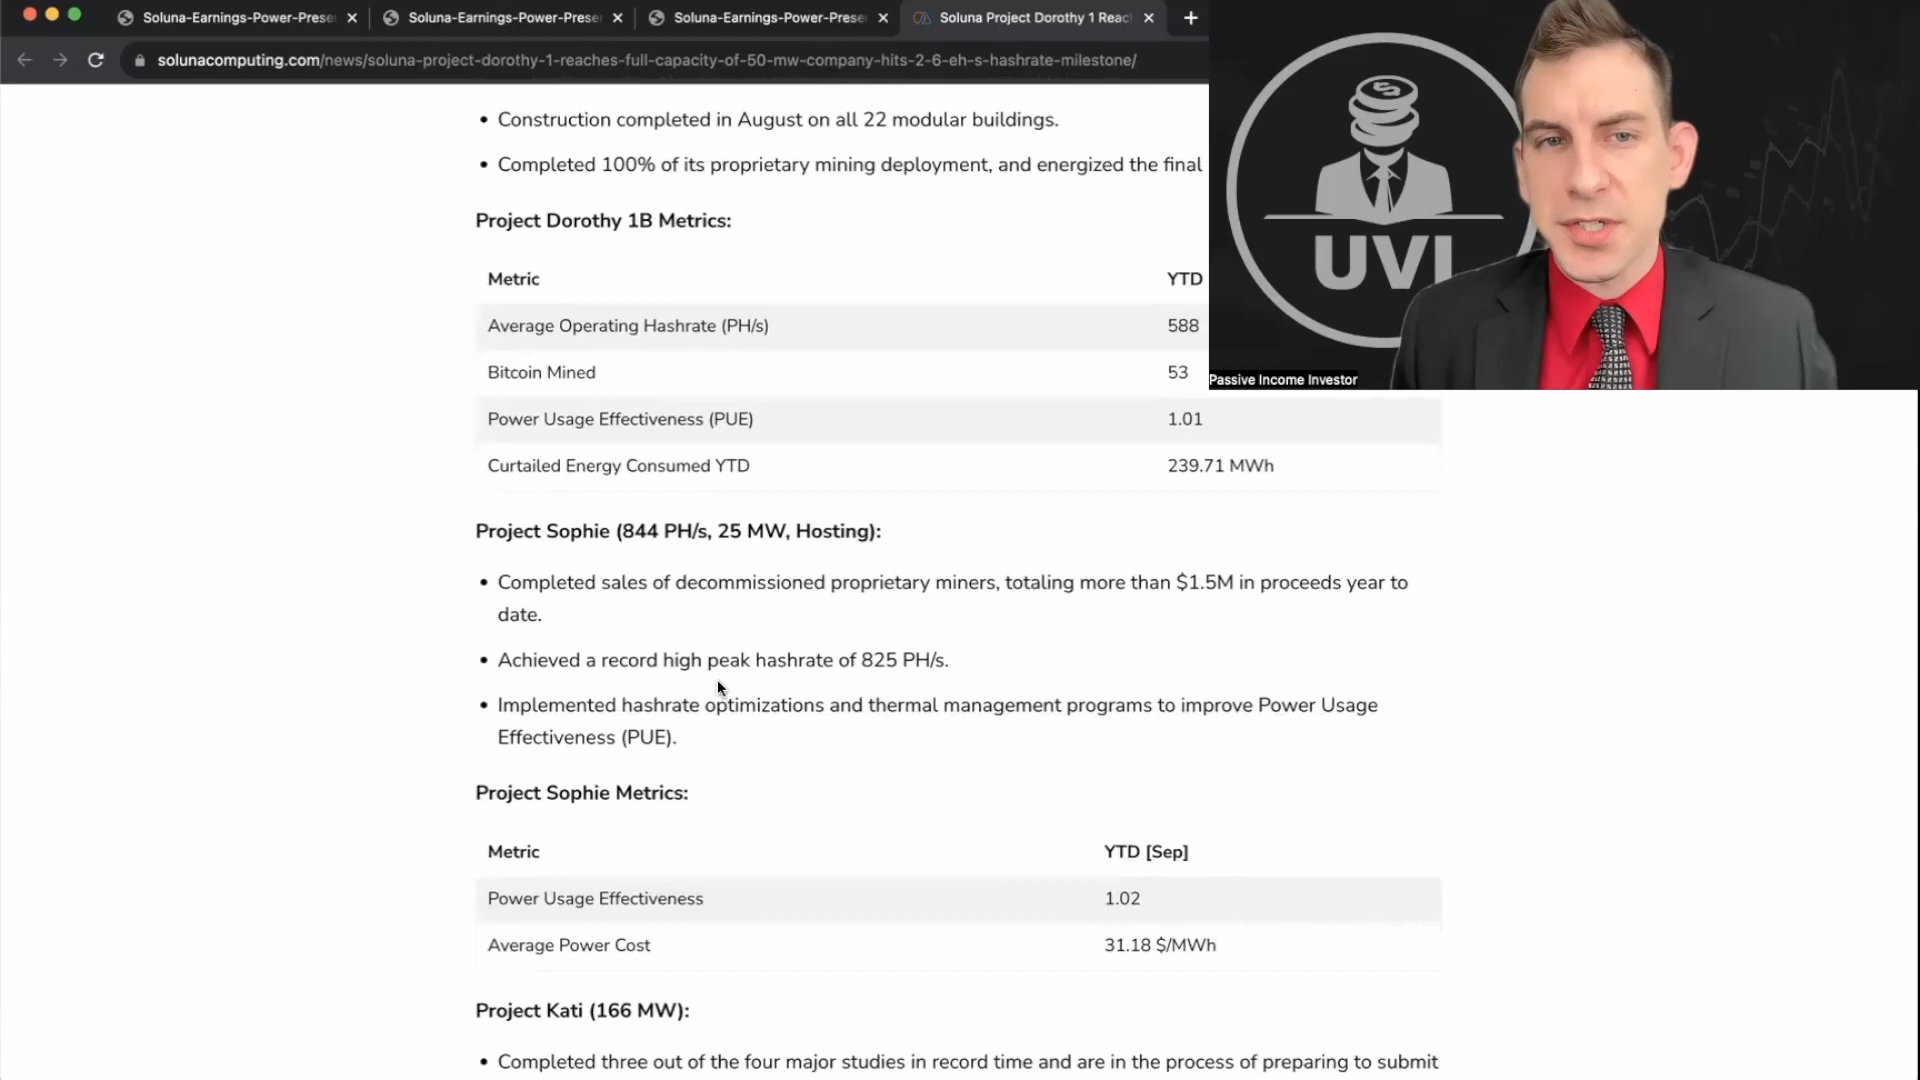 Soluna-Earnings-Power-Prese
Soluna-Earnings-Power-Prese
Soluna-Earnings-Power-Prese
Soluna Project Dorothy 1 Reac
solunacomputing.com/news/soluna-project-dorothy-1-reaches-full-capacity-of-50-mw-company-hits-2-6-eh-s-hashrate-milestone/
• Construction completed in August on all 22 modular buildings.
• Completed 100% of its proprietary mining deployment, and energized the final
Project Dorothy 1B Metrics:
Metric YTD
Average Operating Hashrate (PH/s) 588
Bitcoin Mined 53
Power Usage Effectiveness (PUE) 1.01
Curtailed Energy Consumed YTD 239.71 MWh
UVI
Passive Income Investor
Project Sophie (844 PH/s, 25 MW, Hosting):
• Completed sales of decommissioned proprietary miners, totaling more than $1.5M in proceeds year to
date.
• Achieved a record high peak hashrate of 825 PH/s.
• Implemented hashrate optimizations and thermal management programs to improve Power Usage
Effectiveness (PUE).
Project Sophie Metrics:
Metric YTD [Sep]
Power Usage Effectiveness 1.02
Average Power Cost 31.18 $/MWh
Project Kati (166 MW):
• Completed three out of the four major studies in record time and are in the process of preparing to submit